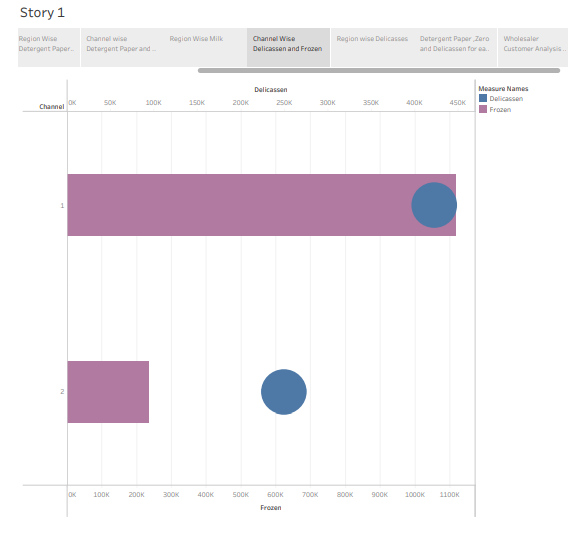 Story 1
Region Wise
Detergent Paper..
Channel wise
Detergent Paper and ..
Region Wise Milk
Channel Wise
Delicassen and Frozen
Region wise Delicasses
Detergent Paper ,Zero
and Delicassen for ea..
Wholesaler
Customer Analysis ..
Measure Names
Delicassen
Frozen
Delicassen
Channel
0K 50K 100K 150K 200K 250K 300K 350K 400K 450K
1
2
0K 100K 200K 300K 400K 500K 600K 700K 800K 900K 1000K 1100K
Frozen